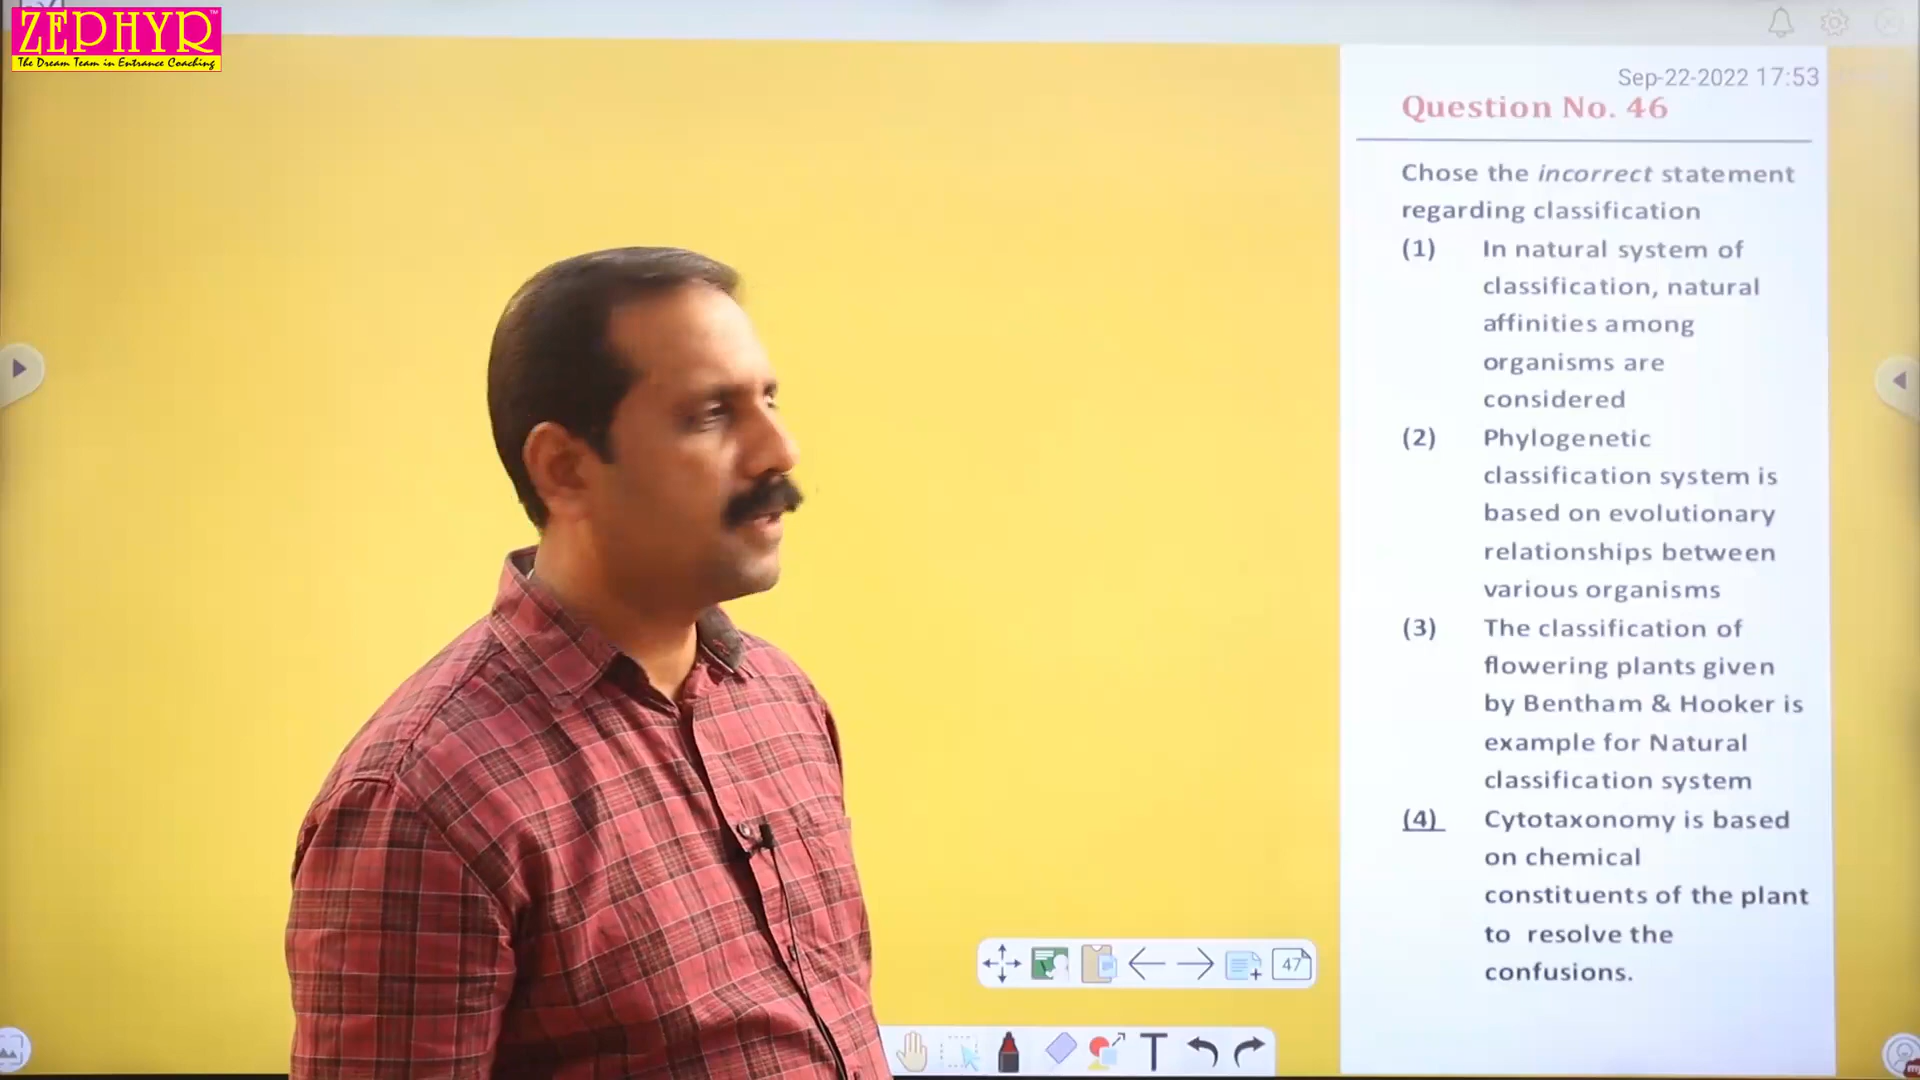 ZEPHYR™
The Dream Team in Entrance Coaching
Sep-22-2022 17:53
Question No. 46
Chose the incorrect statement
regarding classification
(1) In natural system of
classification, natural
affinities among
organisms are
considered
(2) Phylogenetic
classification system is
based on evolutionary
relationships between
various organisms
(3) The classification of
flowering plants given
by Bentham & Hooker is
example for Natural
classification system
(4) Cytotaxonomy is based
on chemical
constituents of the plant
to resolve the
confusions.
47
T